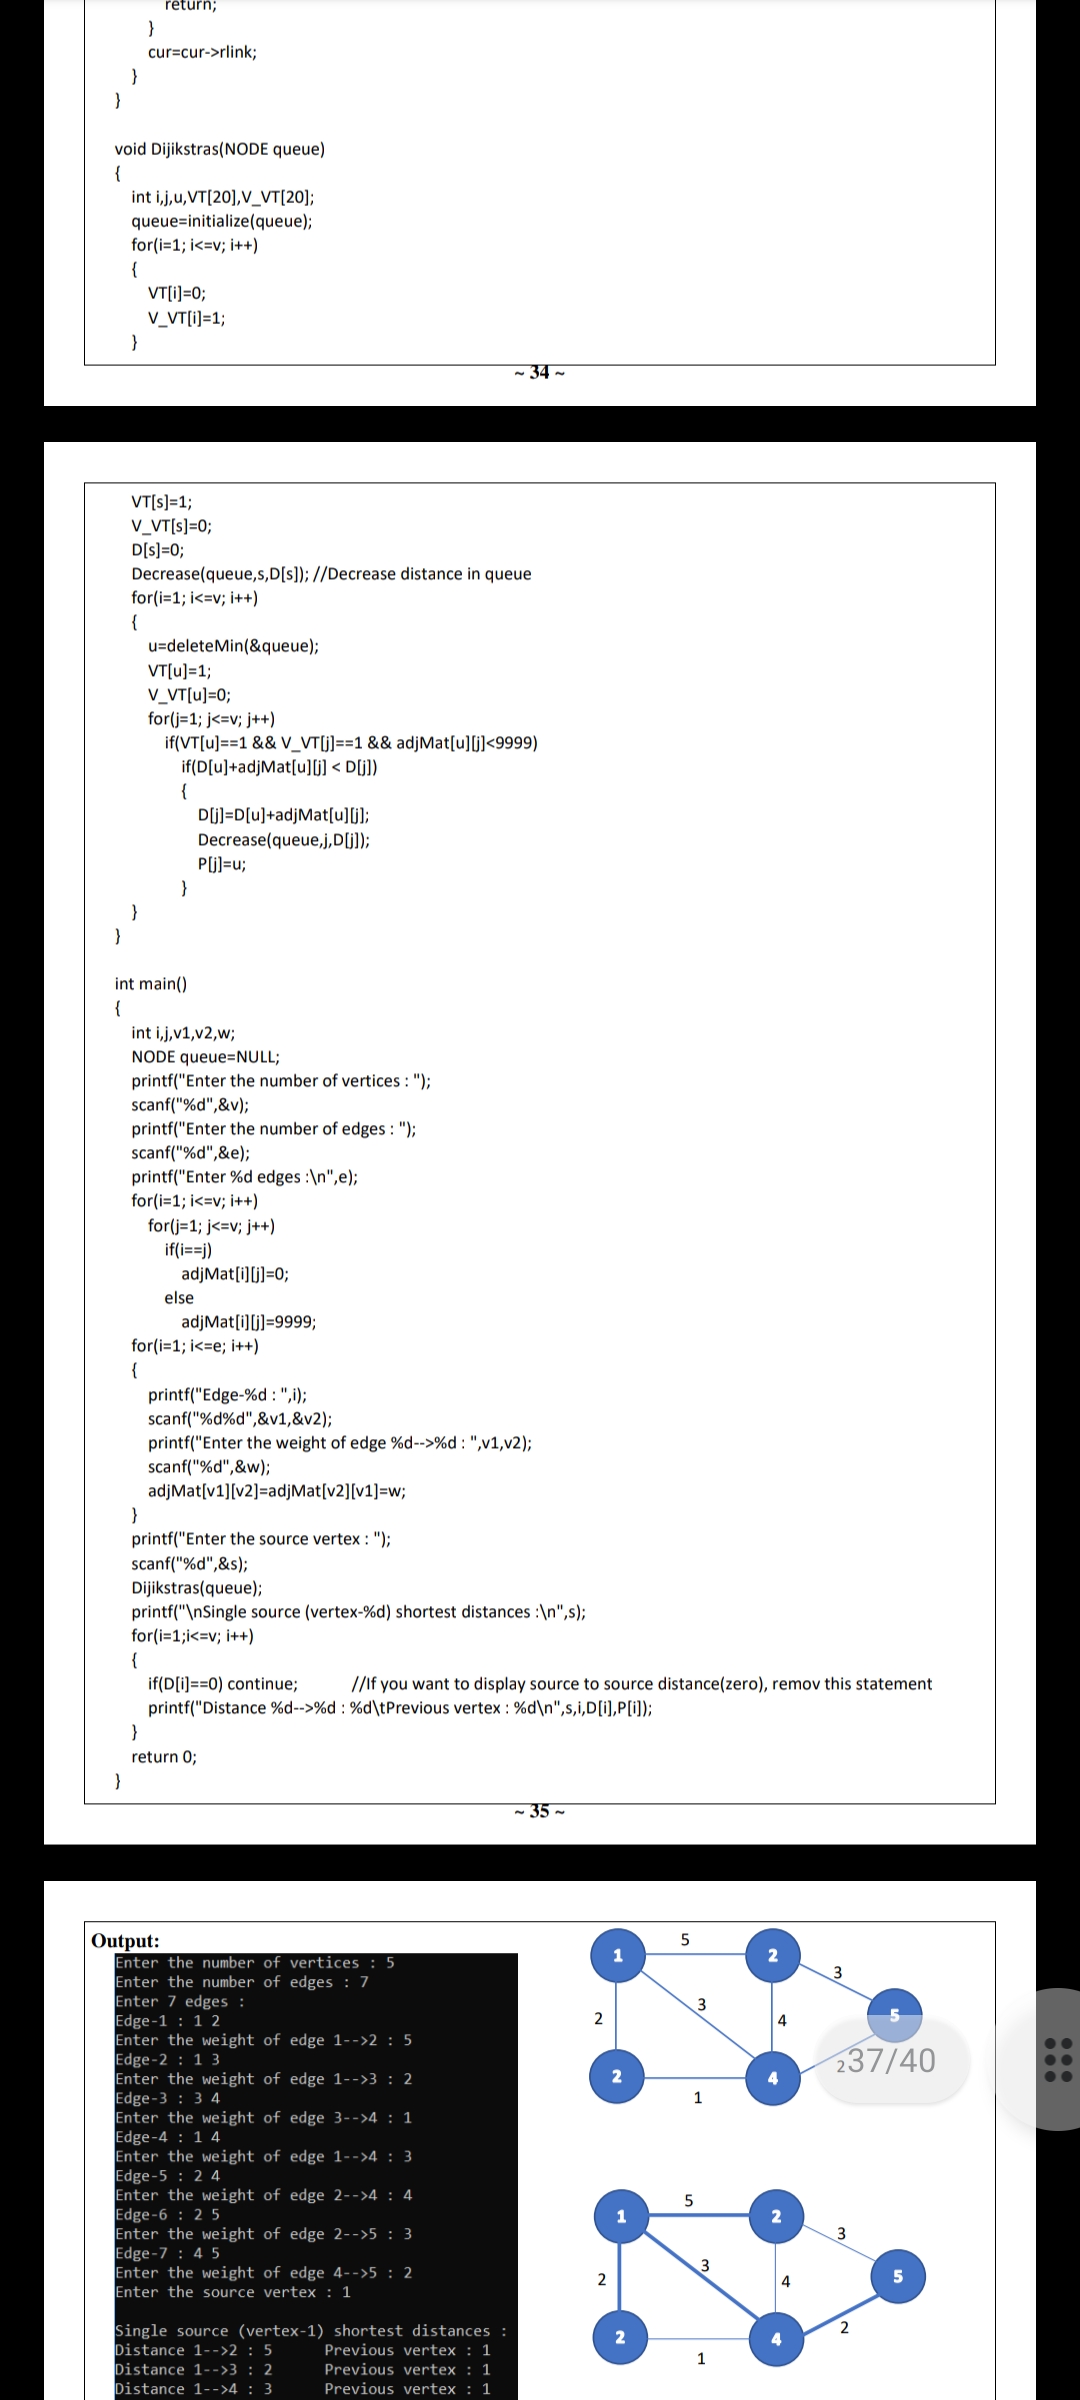 return;
}
cur=cur->rlink;
}
}
void Dijikstras(NODE queue)
{
int i,j,u,VT[20],V_VT[20];
queue=initialize(queue);
for(i=1; i<=v; i++)
{
VT[i]=0;
V_VT[i]=1;
}
~ 34 ~
VT[s]=1;
V_VT[s]=0;
D[s]=0;
Decrease(queue,s,D[s]); //Decrease distance in queue
for(i=1; i<=v; i++)
{
u=deleteMin(&queue);
VT[u]=1;
V_VT[u]=0;
for(j=1; j<=v; j++)
if(VT[u]==1 && V_VT[j]==1 && adjMat[u][j]<9999)
if(D[u]+adjMat[u][j] < D[j])
{
D[j]=D[u]+adjMat[u][j];
Decrease(queue,j,D[j]);
P[j]=u;
}
}
}
int main()
{
int i,j,v1,v2,w;
NODE queue=NULL;
printf("Enter the number of vertices : ");
scanf("%d",&v);
printf("Enter the number of edges : ");
scanf("%d",&e);
printf("Enter %d edges :\n",e);
for(i=1; i<=v; i++)
for(j=1; j<=v; j++)
if(i==j)
adjMat[i][j]=0;
else
adjMat[i][j]=9999;
for(i=1; i<=e; i++)
{
printf("Edge-%d : ",i);
scanf("%d%d",&v1,&v2);
printf("Enter the weight of edge %d-->%d : ",v1,v2);
scanf("%d",&w);
adjMat[v1][v2]=adjMat[v2][v1]=w;
}
printf("Enter the source vertex : ");
scanf("%d",&s);
Dijikstras(queue);
printf("\nSingle source (vertex-%d) shortest distances :\n",s);
for(i=1;i<=v; i++)
{
if(D[i]==0) continue; //If you want to display source to source distance(zero), remov this statement
printf("Distance %d-->%d : %d\tPrevious vertex : %d\n",s,i,D[i],P[i]);
}
return 0;
}
~ 35 ~
Output:
Enter the number of vertices : 5
Enter the number of edges : 7
Enter 7 edges :
Edge-1 : 1 2
Enter the weight of edge 1-->2 : 5
Edge-2 : 1 3
Enter the weight of edge 1-->3 : 2
Edge-3 : 3 4
Enter the weight of edge 3-->4 : 1
Edge-4 : 1 4
Enter the weight of edge 1-->4 : 3
Edge-5 : 2 4
Enter the weight of edge 2-->4 : 4
Edge-6 : 2 5
Enter the weight of edge 2-->5 : 3
Edge-7 : 4 5
Enter the weight of edge 4-->5 : 2
Enter the source vertex : 1
Single source (vertex-1) shortest distances :
Distance 1-->2 : 5 Previous vertex : 1
Distance 1-->3 : 2 Previous vertex : 1
Distance 1-->4 : 3 Previous vertex : 1
5
1
2
3
3
5
2
4
2
37/40
2
4
1
5
1
2
3
3
5
2
4
2
2
4
1